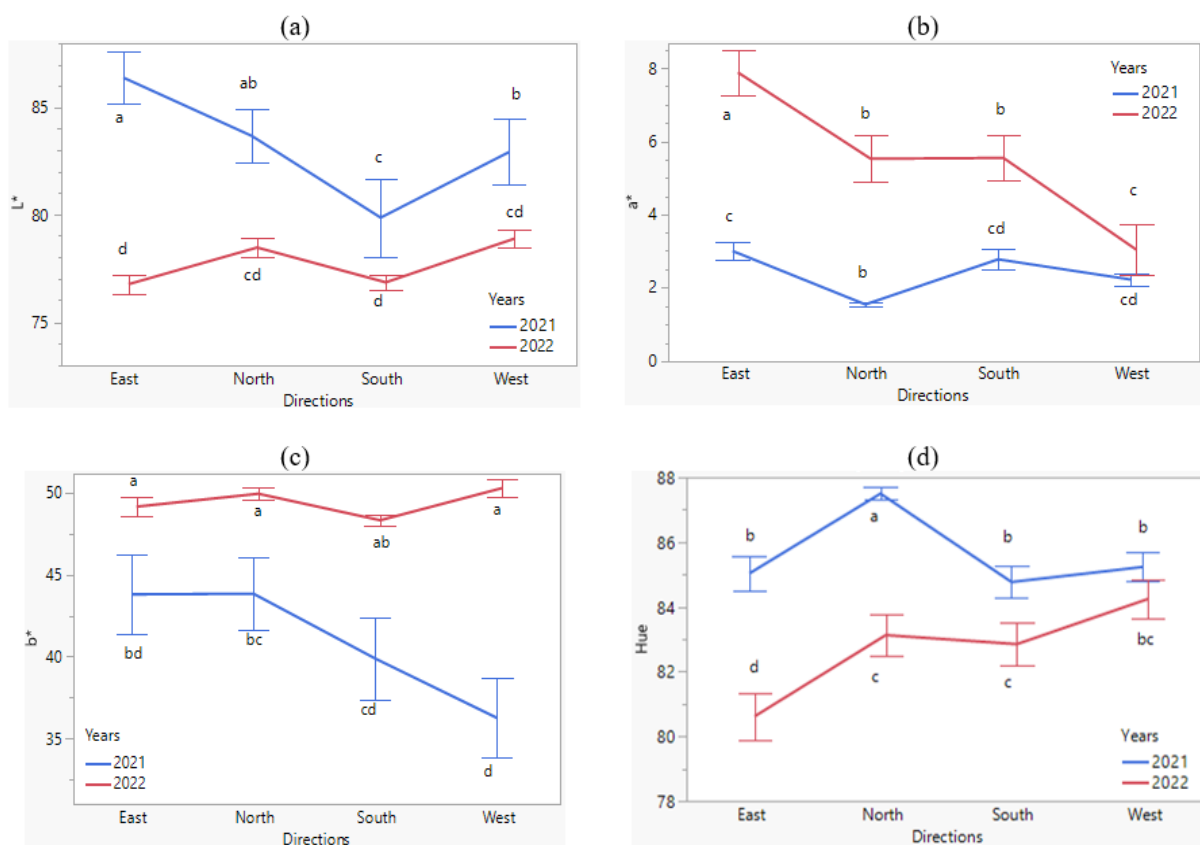 (a)
L*
85
80
75
a
ab
c
b
d
cd
d
cd
Years
2021
2022
East North South West
Directions
(b)
a*
8
6
4
2
0
a
b
b
c
c
b
cd
cd
Years
2021
2022
East North South West
Directions
(c)
b*
50
45
40
35
a
a
ab
a
bd
bc
cd
d
Years
2021
2022
East North South West
Directions
(d)
Hue
88
86
84
82
80
78
b
a
b
b
d
c
c
bc
Years
2021
2022
East North South West
Directions